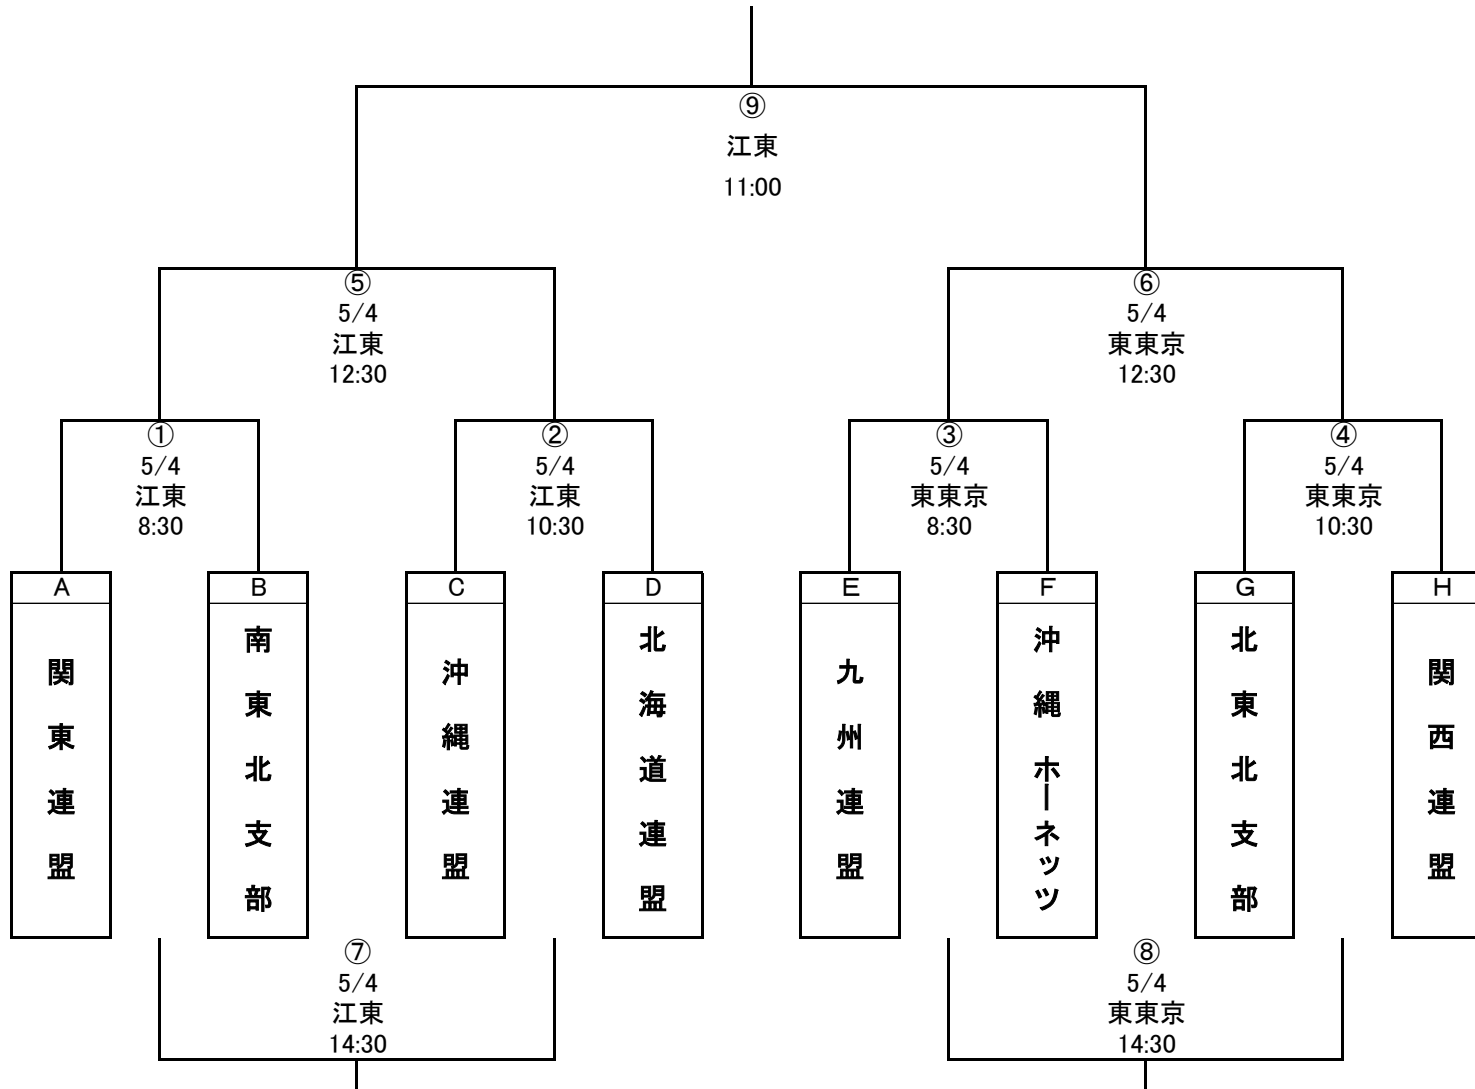 ⑨
江東
11:00
⑤
5/4
江東
12:30
⑥
5/4
東東京
12:30
①
5/4
江東
8:30
②
5/4
江東
10:30
③
5/4
東東京
8:30
④
5/4
東東京
10:30
A
関東連盟
B
南東北支部
C
沖縄連盟
D
北海道連盟
E
九州連盟
F
沖縄 ホーネッツ
G
北東北支部
H
関西連盟
⑦
5/4
江東
14:30
⑧
5/4
東東京
14:30